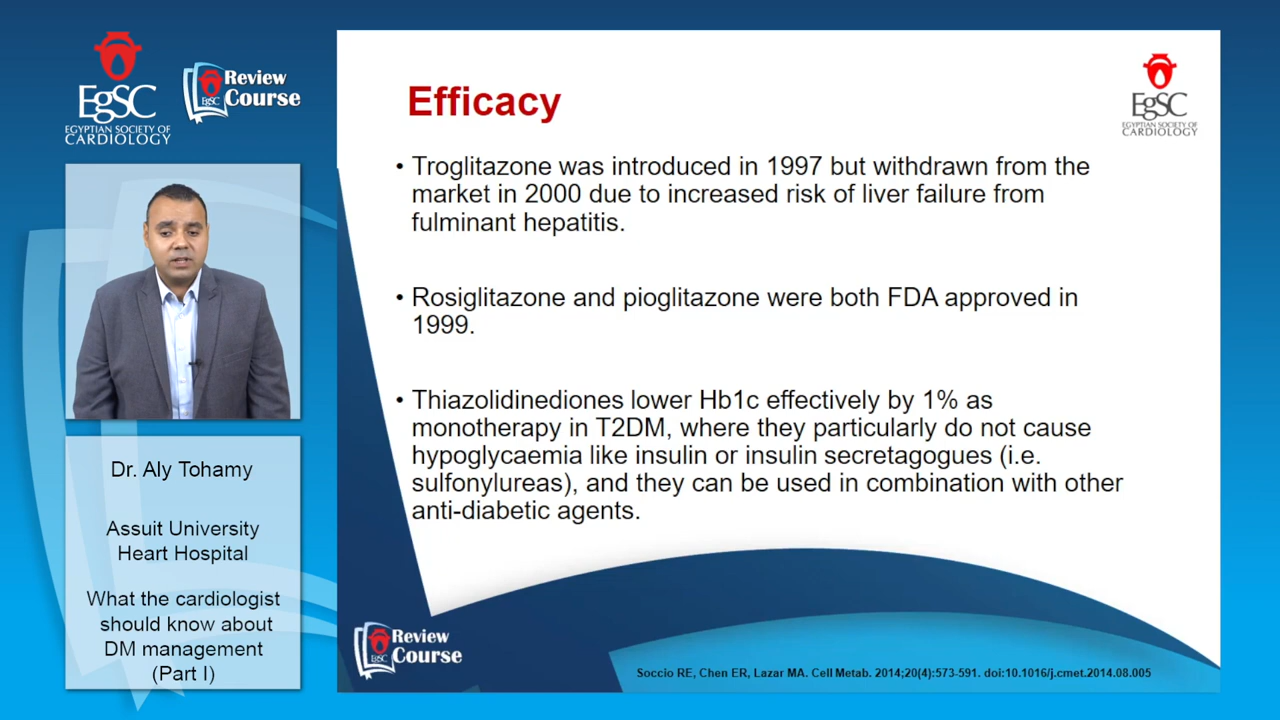 EgSC
EGYPTIAN SOCIETY OF
CARDIOLOGY
EgSC
Review
Course
Dr. Aly Tohamy
Assuit University
Heart Hospital
What the cardiologist
should know about
DM management
(Part I)
EgSC
EGYPTIAN SOCIETY OF
CARDIOLOGY
Efficacy
• Troglitazone was introduced in 1997 but withdrawn from the
market in 2000 due to increased risk of liver failure from
fulminant hepatitis.
• Rosiglitazone and pioglitazone were both FDA approved in
1999.
• Thiazolidinediones lower Hb1c effectively by 1% as
monotherapy in T2DM, where they particularly do not cause
hypoglycaemia like insulin or insulin secretagogues (i.e.
sulfonylureas), and they can be used in combination with other
anti-diabetic agents.
EgSC
Review
Course
Soccio RE, Chen ER, Lazar MA. Cell Metab. 2014;20(4):573-591. doi:10.1016/j.cmet.2014.08.005